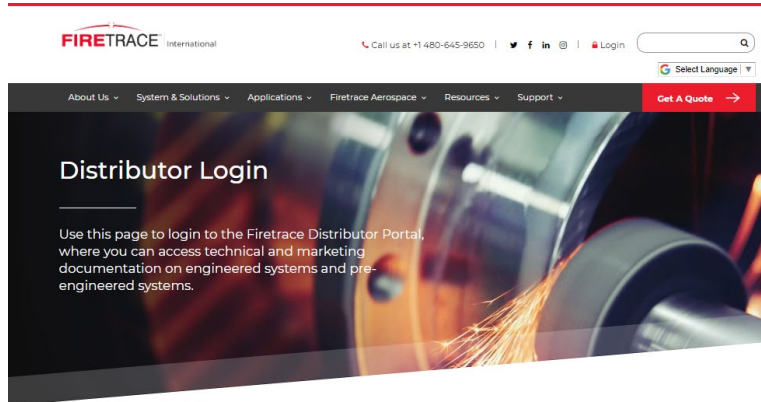 FIRETRACE International
Call us at +1 480-645-9650
Login
Select Language
About Us System & Solutions Applications Firetrace Aerospace Resources Support Get A Quote
Distributor Login
Use this page to login to the Firetrace Distributor Portal,
where you can access technical and marketing
documentation on engineered systems and pre-
engineered systems.